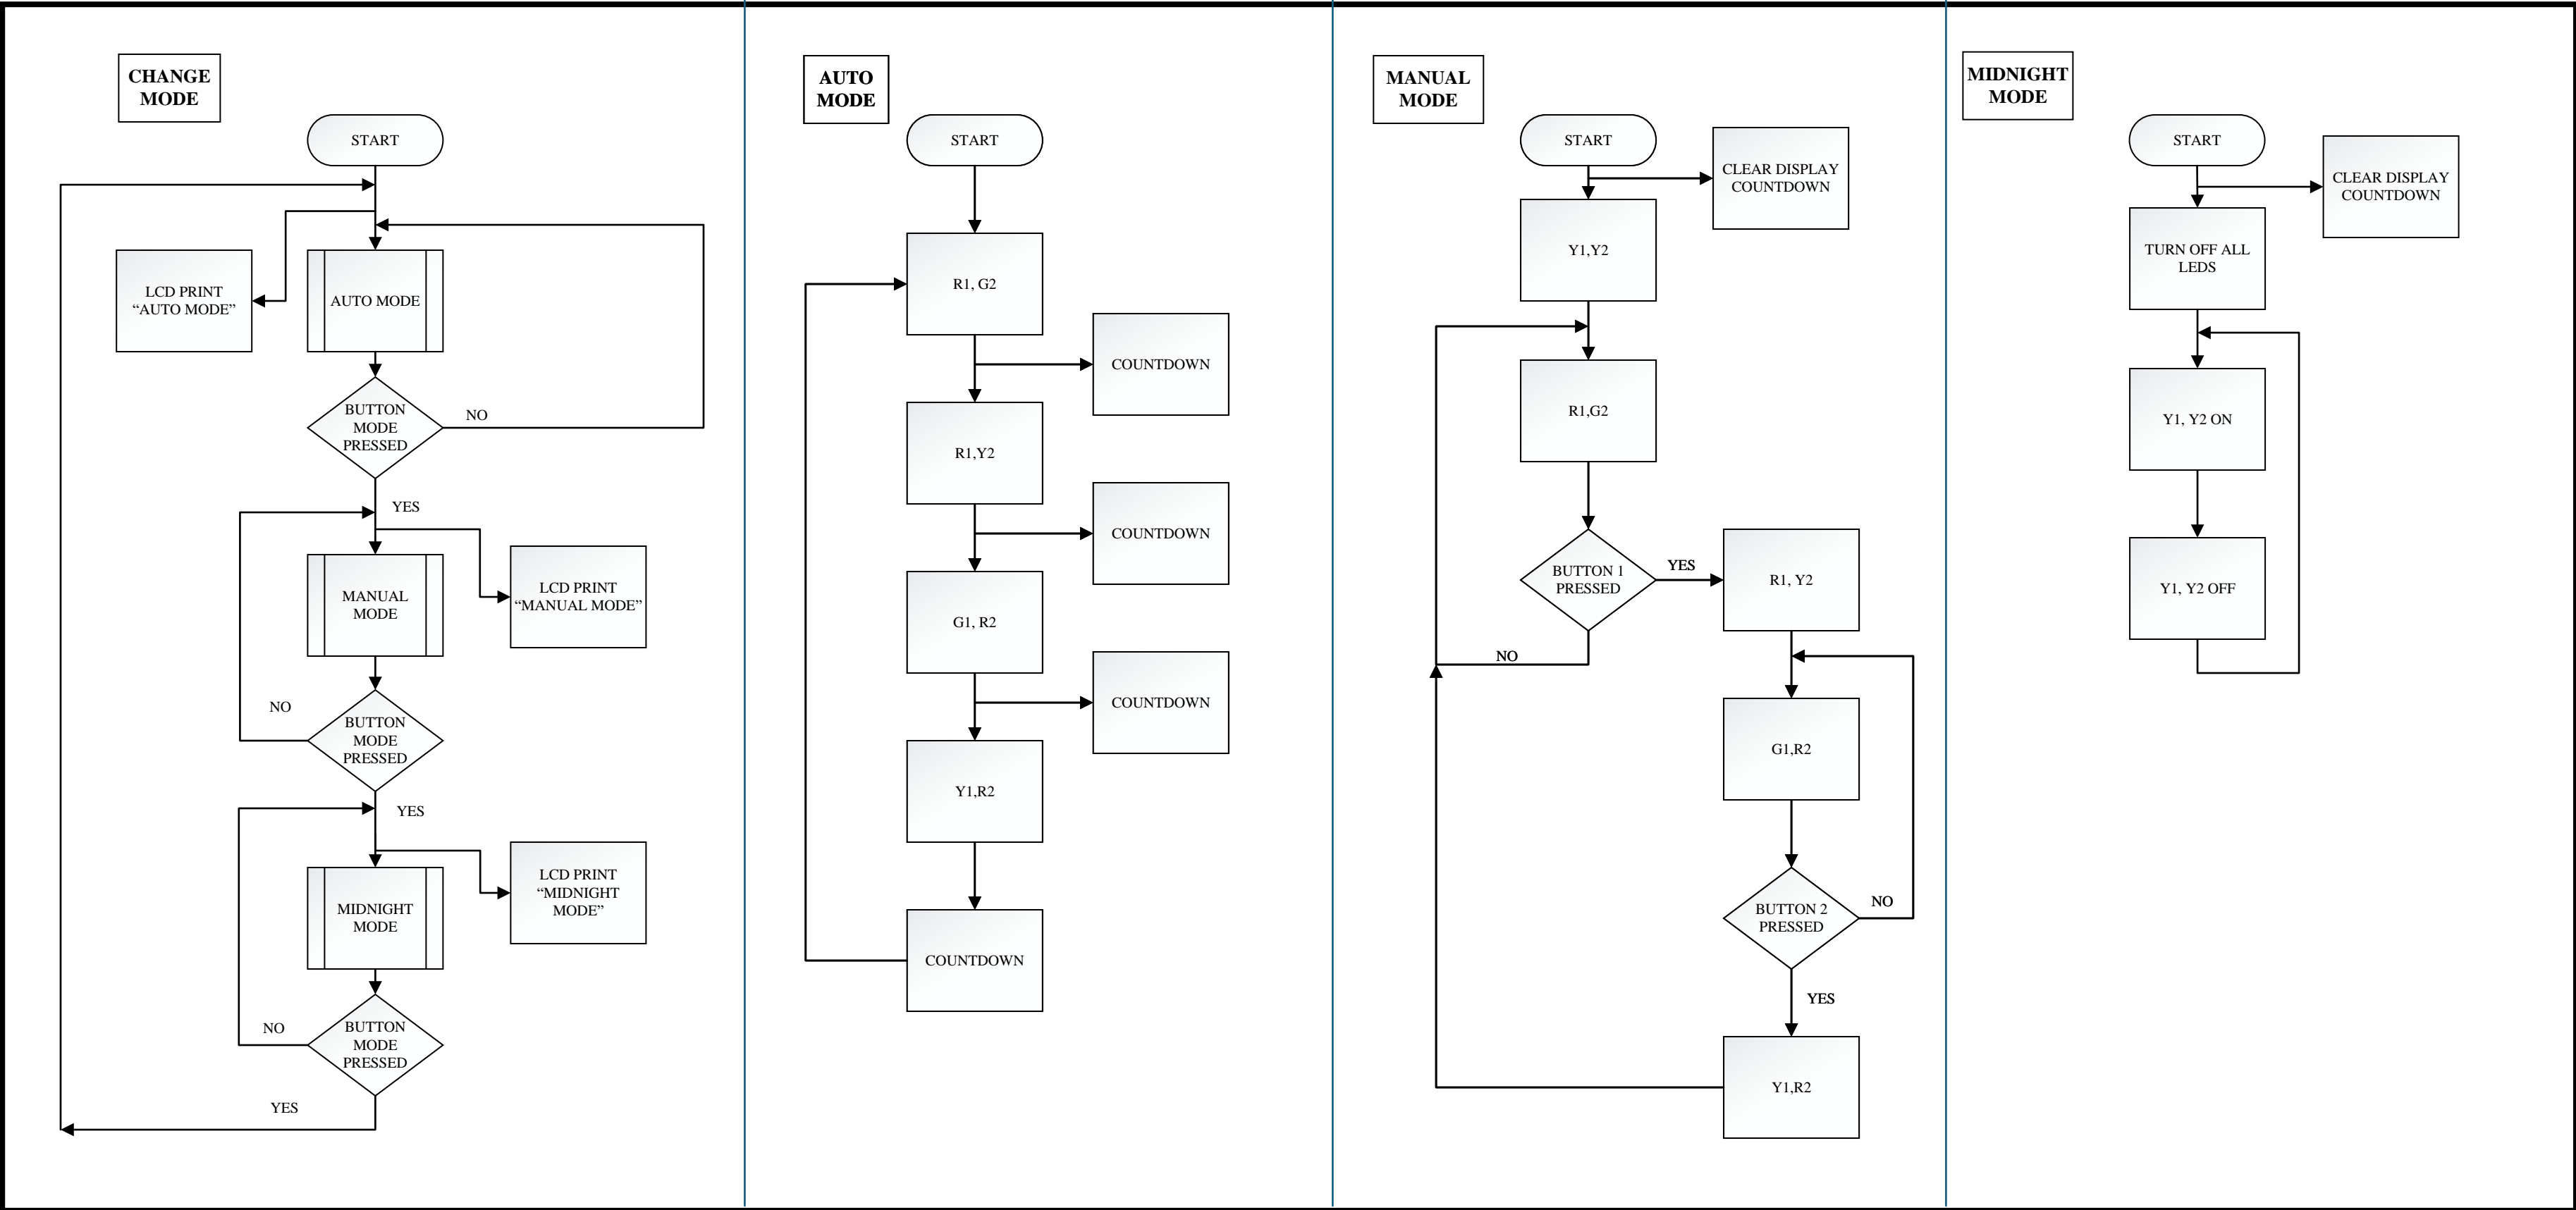 CHANGE
MODE
START
LCD PRINT
“AUTO MODE”
AUTO MODE
BUTTON
MODE
PRESSED
NO
YES
MANUAL
MODE
LCD PRINT
“MANUAL MODE”
NO
BUTTON
MODE
PRESSED
YES
MIDNIGHT
MODE
LCD PRINT
“MIDNIGHT
MODE”
NO
BUTTON
MODE
PRESSED
YES
AUTO
MODE
START
R1, G2
COUNTDOWN
R1,Y2
COUNTDOWN
G1, R2
COUNTDOWN
Y1,R2
COUNTDOWN
MANUAL
MODE
START
CLEAR DISPLAY
COUNTDOWN
Y1,Y2
R1,G2
BUTTON 1
PRESSED
YES
R1, Y2
NO
G1,R2
BUTTON 2
PRESSED
NO
YES
Y1,R2
MIDNIGHT
MODE
START
CLEAR DISPLAY
COUNTDOWN
TURN OFF ALL
LEDS
Y1, Y2 ON
Y1, Y2 OFF